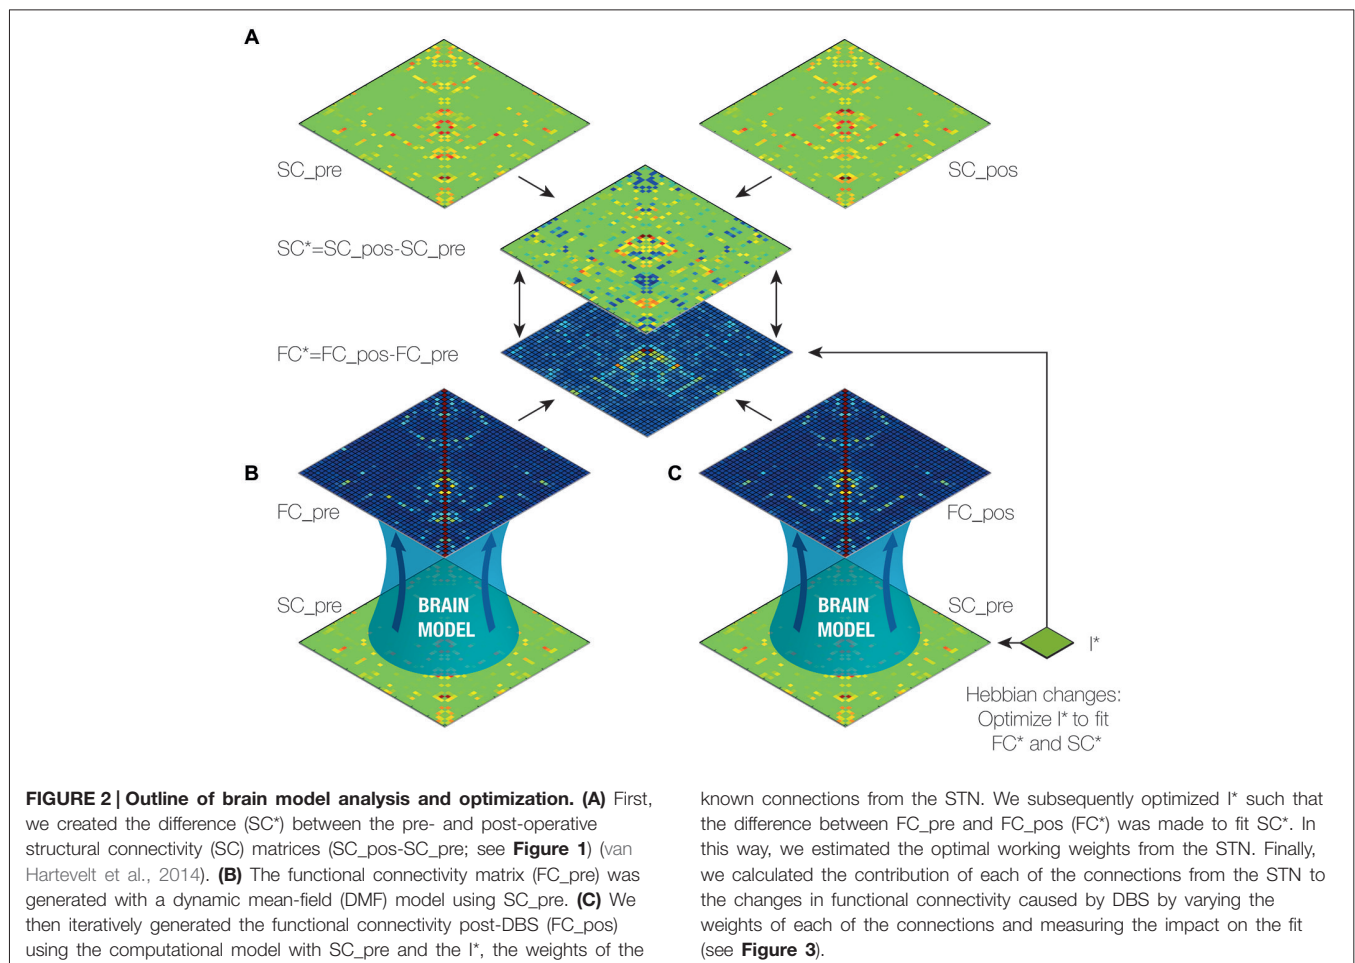 A
SC_pre
SC_pos
SC*=SC_pos-SC_pre
FC*=FC_pos-FC_pre
B
C
FC_pre
FC_pos
SC_pre
BRAIN
MODEL
SC_pre
BRAIN
MODEL
I*
Hebbian changes:
Optimize I* to fit
FC* and SC*
FIGURE 2 | Outline of brain model analysis and optimization. (A) First,
we created the difference (SC*) between the pre- and post-operative
structural connectivity (SC) matrices (SC_pos-SC_pre; see Figure 1) (van
Hartevelt et al., 2014). (B) The functional connectivity matrix (FC_pre) was
generated with a dynamic mean-field (DMF) model using SC_pre. (C) We
then iteratively generated the functional connectivity post-DBS (FC_pos)
using the computational model with SC_pre and the I*, the weights of the
known connections from the STN. We subsequently optimized I* such that
the difference between FC_pre and FC_pos (FC*) was made to fit SC*. In
this way, we estimated the optimal working weights from the STN. Finally,
we calculated the contribution of each of the connections from the STN to
the changes in functional connectivity caused by DBS by varying the
weights of each of the connections and measuring the impact on the fit
(see Figure 3).